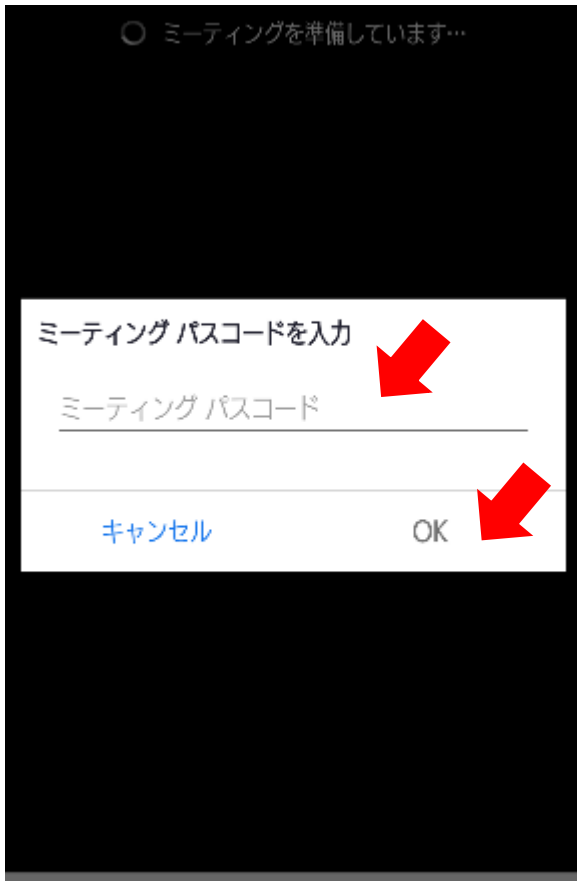 ミーティングを準備しています…
ミーティング パスコードを入力
ミーティング パスコード
キャンセル OK